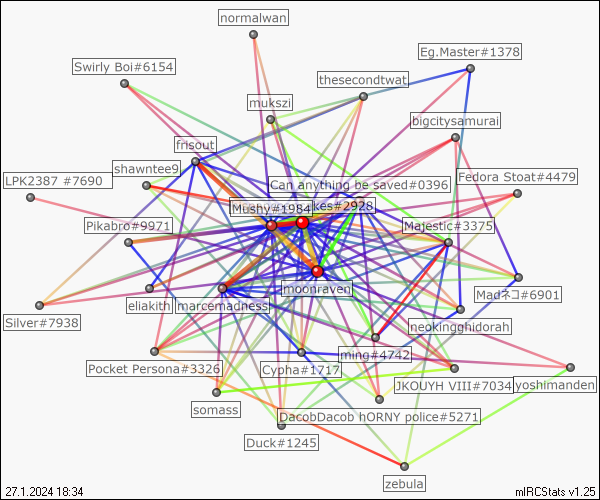 normalwan
Eg.Master#1378
Swirly Boi#6154
thesecondtwat
mukszi
bigcitysamurai
frisout
shawntee9
LPK2387 #7690
Fedora Stoat#4479
Can anything be saved#0396
Mushy#1984
kes#2928
Pikabro#9971
Majestic#3375
moonraven
Madネコ#6901
eliakith
marcemadness
Silver#7938
neokingghidorah
ming#4742
Pocket Persona#3326
Cypha#1717
JKOUYH VIII#7034
yoshimanden
somass
DacobDacob hORNY police#5271
Duck#1245
zebula
27.1.2024 18:34
mIRCStats v1.25